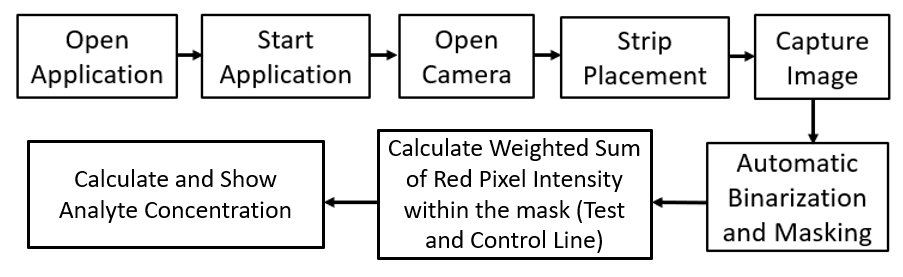 Open
Application
Start
Application
Open
Camera
Strip
Placement
Capture
Image
Automatic
Binarization
and Masking
Calculate Weighted Sum
of Red Pixel Intensity
within the mask (Test
and Control Line)
Calculate and Show
Analyte Concentration